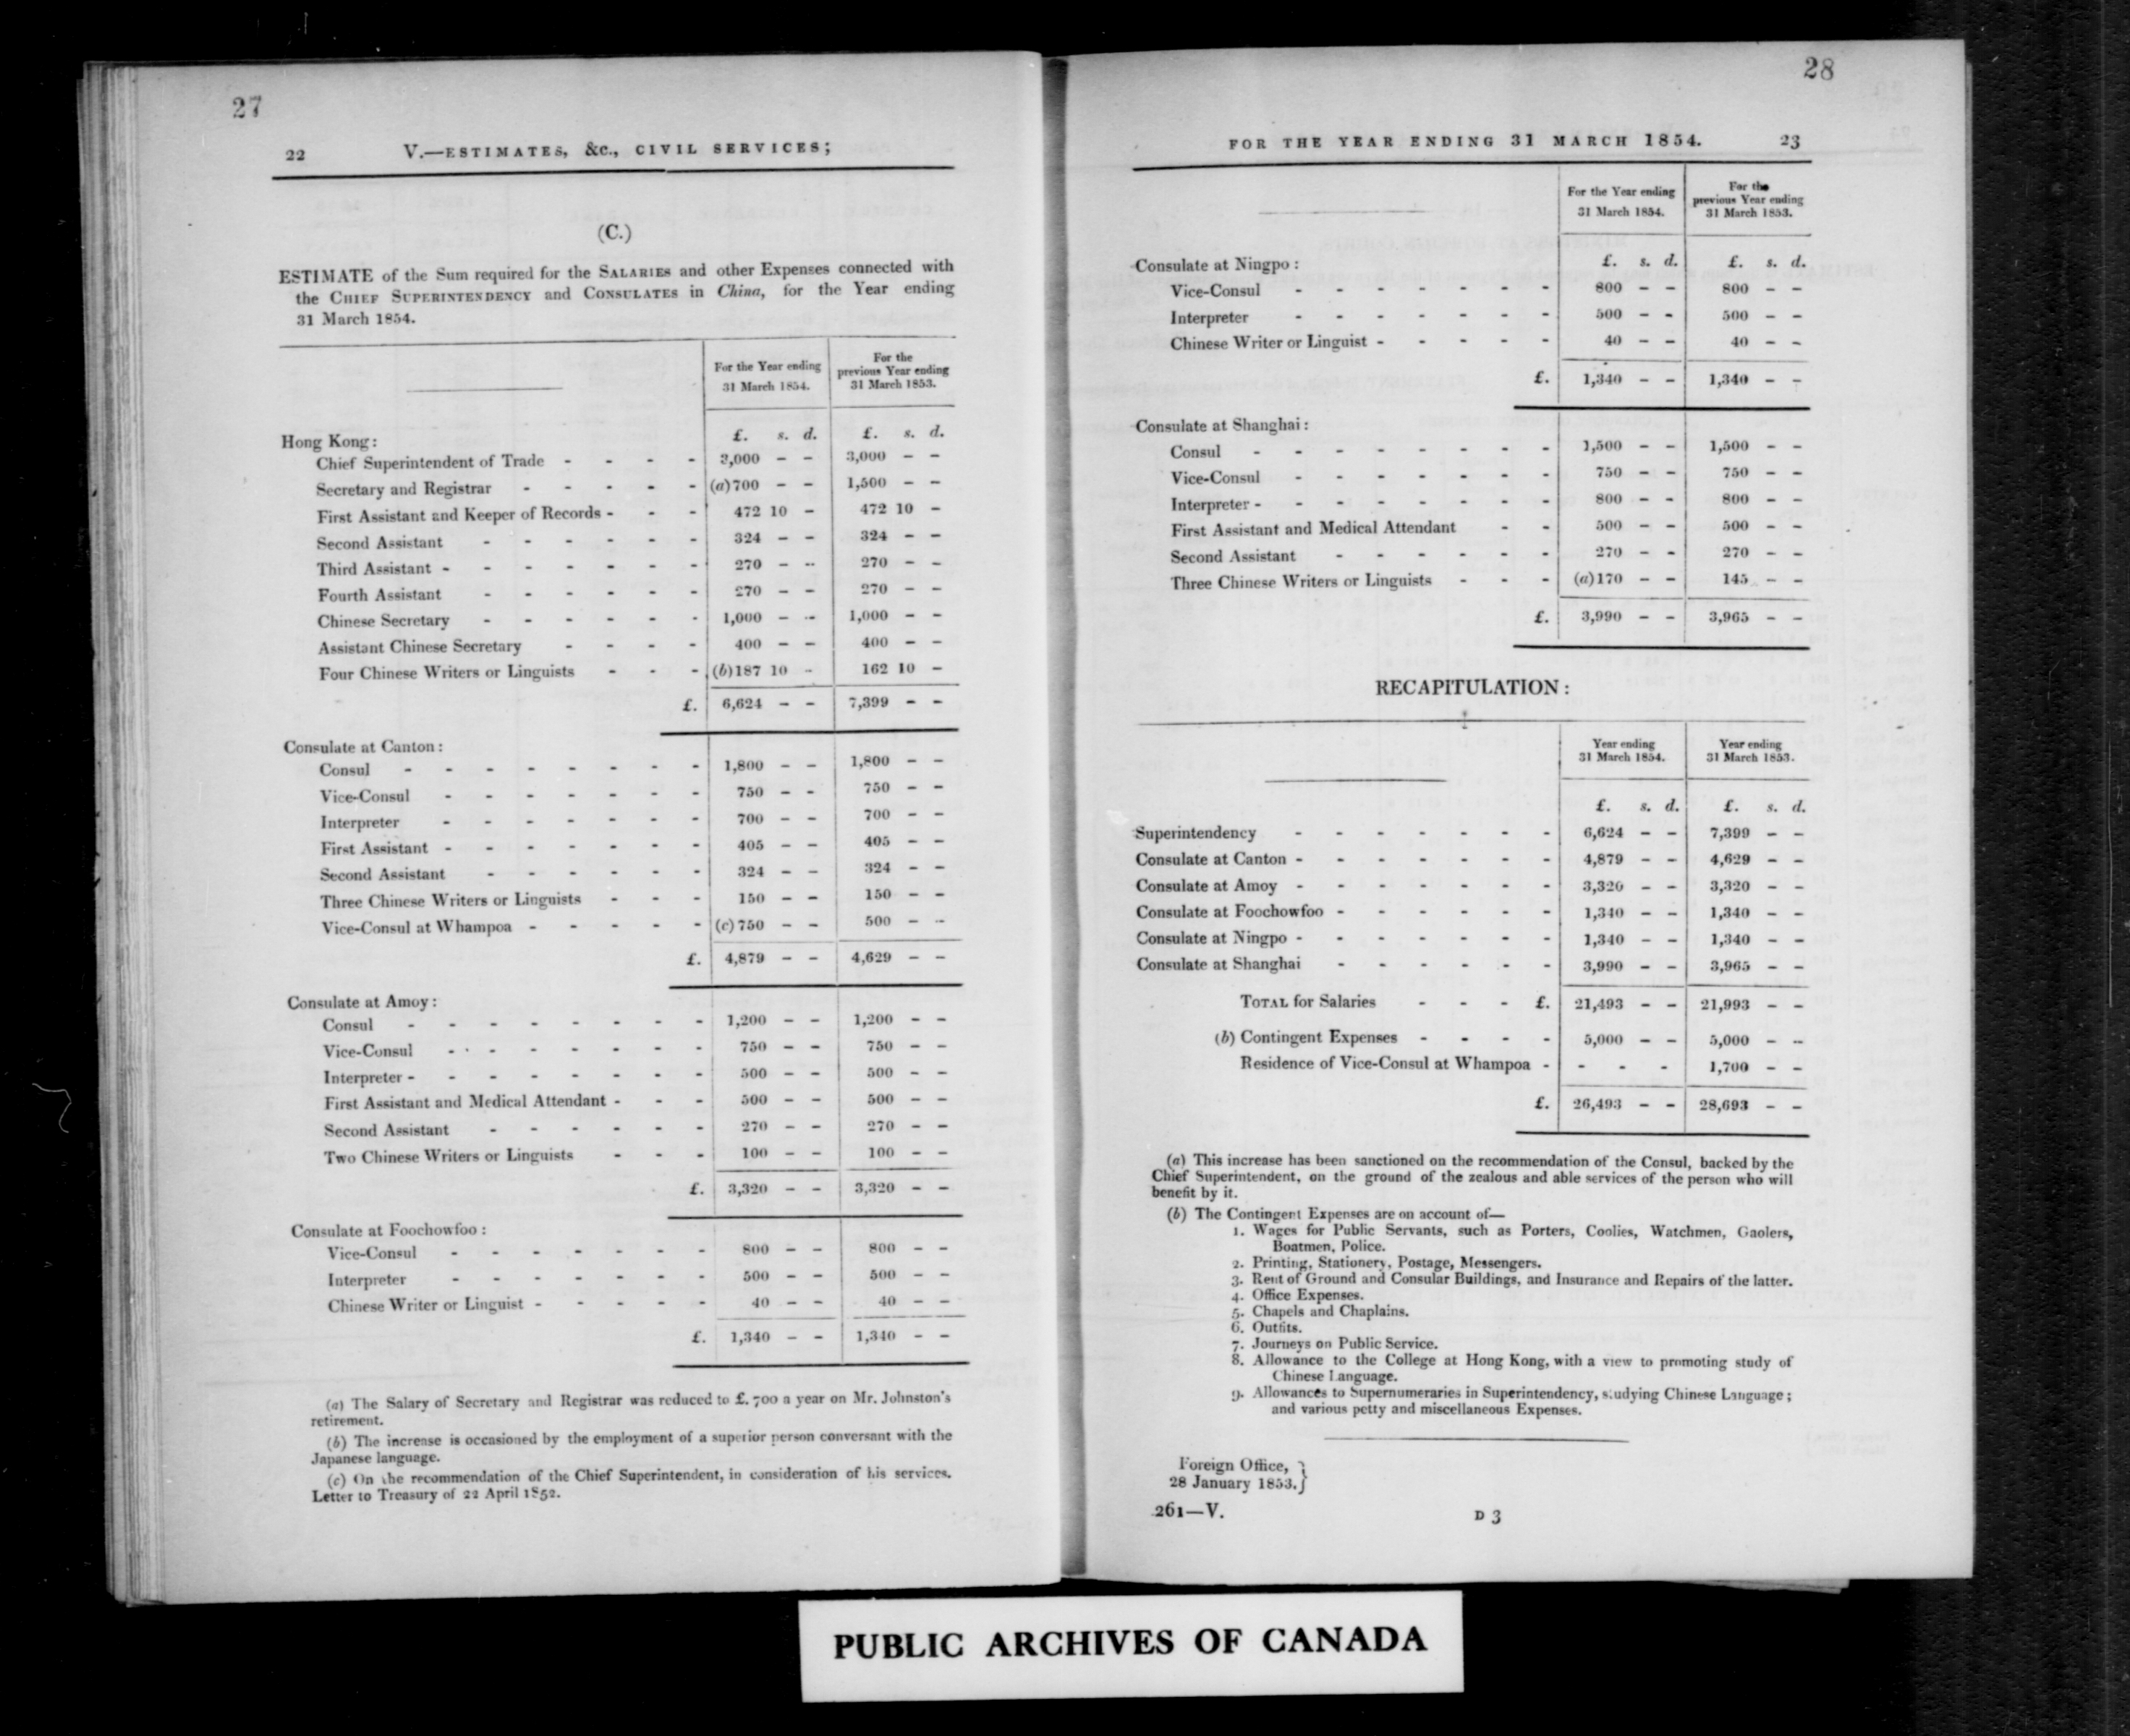 27
22 V.—ESTIMATES, &c., CIVIL SERVICES;
(C.)
ESTIMATE of the Sum required for the SALARIES and other Expenses connected with
the CHIEF SUPERINTENDENCY and CONSULATES in China, for the Year ending
31 March 1854.
For the Year ending 31 March 1854. For the previous Year ending 31 March 1853.
Hong Kong: £. s. d. £. s. d.
Chief Superintendent of Trade - - - - 3,000 - - 3,000 - -
Secretary and Registrar - - - - - (a) 700 - - 1,500 - -
First Assistant and Keeper of Records - - - 472 10 - 472 10 -
Second Assistant - - - - - - 324 - - 324 - -
Third Assistant - - - - - - - 270 - - 270 - -
Fourth Assistant - - - - - - 270 - - 270 - -
Chinese Secretary - - - - - - 1,000 - - 1,000 - -
Assistant Chinese Secretary - - - - 400 - - 400 - -
Four Chinese Writers or Linguists - - - (b) 187 10 - 162 10 -
£. 6,624 - - 7,399 - -
Consulate at Canton:
Consul - - - - - - - - 1,800 - - 1,800 - -
Vice-Consul - - - - - - - 750 - - 750 - -
Interpreter - - - - - - - 700 - - 700 - -
First Assistant - - - - - - - 405 - - 405 - -
Second Assistant - - - - - - 324 - - 324 - -
Three Chinese Writers or Linguists - - - 150 - - 150 - -
Vice-Consul at Whampoa - - - - - (c) 750 - - 500 - -
£. 4,879 - - 4,629 - -
Consulate at Amoy:
Consul - - - - - - - - 1,200 - - 1,200 - -
Vice-Consul - - - - - - - 750 - - 750 - -
Interpreter - - - - - - - - 500 - - 500 - -
First Assistant and Medical Attendant - - - 500 - - 500 - -
Second Assistant - - - - - - 270 - - 270 - -
Two Chinese Writers or Linguists - - - 100 - - 100 - -
£. 3,320 - - 3,320 - -
Consulate at Foochowfoo:
Vice-Consul - - - - - - - 800 - - 800 - -
Interpreter - - - - - - - 500 - - 500 - -
Chinese Writer or Linguist - - - - - 40 - - 40 - -
£. 1,340 - - 1,340 - -
(a) The Salary of Secretary and Registrar was reduced to £. 700 a year on Mr. Johnston's
retirement.
(b) The increase is occasioned by the employment of a superior person conversant with the
Japanese language.
(c) On the recommendation of the Chief Superintendent, in consideration of his services.
Letter to Treasury of 22 April 1852.
28
FOR THE YEAR ENDING 31 MARCH 1854. 23
For the Year ending 31 March 1854. For the previous Year ending 31 March 1853.
Consulate at Ningpo: £. s. d. £. s. d.
Vice-Consul - - - - - - - 800 - - 800 - -
Interpreter - - - - - - - 500 - - 500 - -
Chinese Writer or Linguist - - - - - 40 - - 40 - -
£. 1,340 - - 1,340 - -
Consulate at Shanghai:
Consul - - - - - - - - 1,500 - - 1,500 - -
Vice-Consul - - - - - - - 750 - - 750 - -
Interpreter - - - - - - - - 800 - - 800 - -
First Assistant and Medical Attendant - - 500 - - 500 - -
Second Assistant - - - - - - 270 - - 270 - -
Three Chinese Writers or Linguists - - - (a) 170 - - 145 - -
£. 3,990 - - 3,965 - -
RECAPITULATION:
Year ending 31 March 1854. Year ending 31 March 1853.
£. s. d. £. s. d.
Superintendency - - - - - - - 6,624 - - 7,399 - -
Consulate at Canton - - - - - - - 4,879 - - 4,629 - -
Consulate at Amoy - - - - - - - 3,320 - - 3,320 - -
Consulate at Foochowfoo - - - - - - 1,340 - - 1,340 - -
Consulate at Ningpo - - - - - - - 1,340 - - 1,340 - -
Consulate at Shanghai - - - - - - 3,990 - - 3,965 - -
TOTAL for Salaries - - - £. 21,493 - - 21,993 - -
(b) Contingent Expenses - - - - 5,000 - - 5,000 - -
Residence of Vice-Consul at Whampoa - - - - 1,700 - -
£. 26,493 - - 28,693 - -
(a) This increase has been sanctioned on the recommendation of the Consul, backed by the
Chief Superintendent, on the ground of the zealous and able services of the person who will
benefit by it.
(b) The Contingent Expenses are on account of—
1. Wages for Public Servants, such as Porters, Coolies, Watchmen, Gaolers,
Boatmen, Police.
2. Printing, Stationery, Postage, Messengers.
3. Rent of Ground and Consular Buildings, and Insurance and Repairs of the latter.
4. Office Expenses.
5. Chapels and Chaplains.
6. Outfits.
7. Journeys on Public Service.
8. Allowance to the College at Hong Kong, with a view to promoting study of
Chinese Language.
9. Allowances to Supernumeraries in Superintendency, studying Chinese Language;
and various petty and miscellaneous Expenses.
Foreign Office, }
28 January 1853. }
261—V. D 3
PUBLIC ARCHIVES OF CANADA